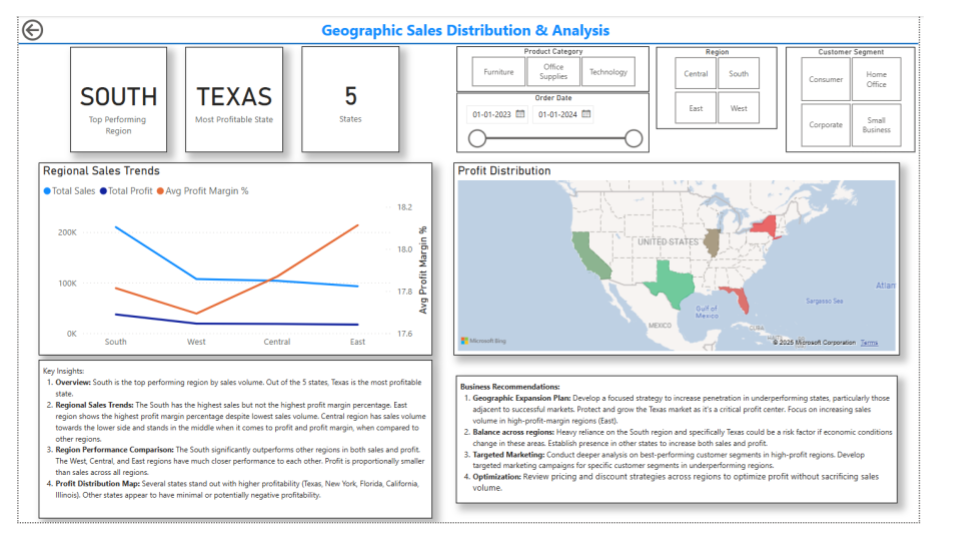 Geographic Sales Distribution & Analysis
SOUTH
Top Performing
Region
TEXAS
Most Profitable State
5
States
Product Category
Furniture
Office
Supplies
Technology
Order Date
01-01-2023
01-01-2024
Region
Central
South
East
West
Customer Segment
Consumer
Home
Office
Corporate
Small
Business
Regional Sales Trends
Total Sales Total Profit Avg Profit Margin %
200K
100K
0K
18.2
18.0
17.8
17.6
Avg Profit Margin %
South West Central East
Profit Distribution
UNITED STATES
MEXICO
Gulf of
Mexico
CUBA
Sargasso Sea
Atlan
Microsoft Bing
© 2025 Microsoft Corporation Terms
Key Insights:
1. Overview: South is the top performing region by sales volume. Out of the 5 states, Texas is the most profitable
state.
2. Regional Sales Trends: The South has the highest sales but not the highest profit margin percentage. East
region shows the highest profit margin percentage despite lowest sales volume. Central region has sales volume
towards the lower side and stands in the middle when it comes to profit and profit margin, when compared to
other regions.
3. Region Performance Comparison: The South significantly outperforms other regions in both sales and profit.
The West, Central, and East regions have much closer performance to each other. Profit is proportionally smaller
than sales across all regions.
4. Profit Distribution Map: Several states stand out with higher profitability (Texas, New York, Florida, California,
Illinois). Other states appear to have minimal or potentially negative profitability.
Business Recommendations:
1. Geographic Expansion Plan: Develop a focused strategy to increase penetration in underperforming states, particularly those
adjacent to successful markets. Protect and grow the Texas market as it's a critical profit center. Focus on increasing sales
volume in high-profit-margin regions (East).
2. Balance across regions: Heavy reliance on the South region and specifically Texas could be a risk factor if economic conditions
change in these areas. Establish presence in other states to increase both sales and profit.
3. Targeted Marketing: Conduct deeper analysis on best-performing customer segments in high-profit regions. Develop
targeted marketing campaigns for specific customer segments in underperforming regions.
4. Optimization: Review pricing and discount strategies across regions to optimize profit without sacrificing sales
volume.